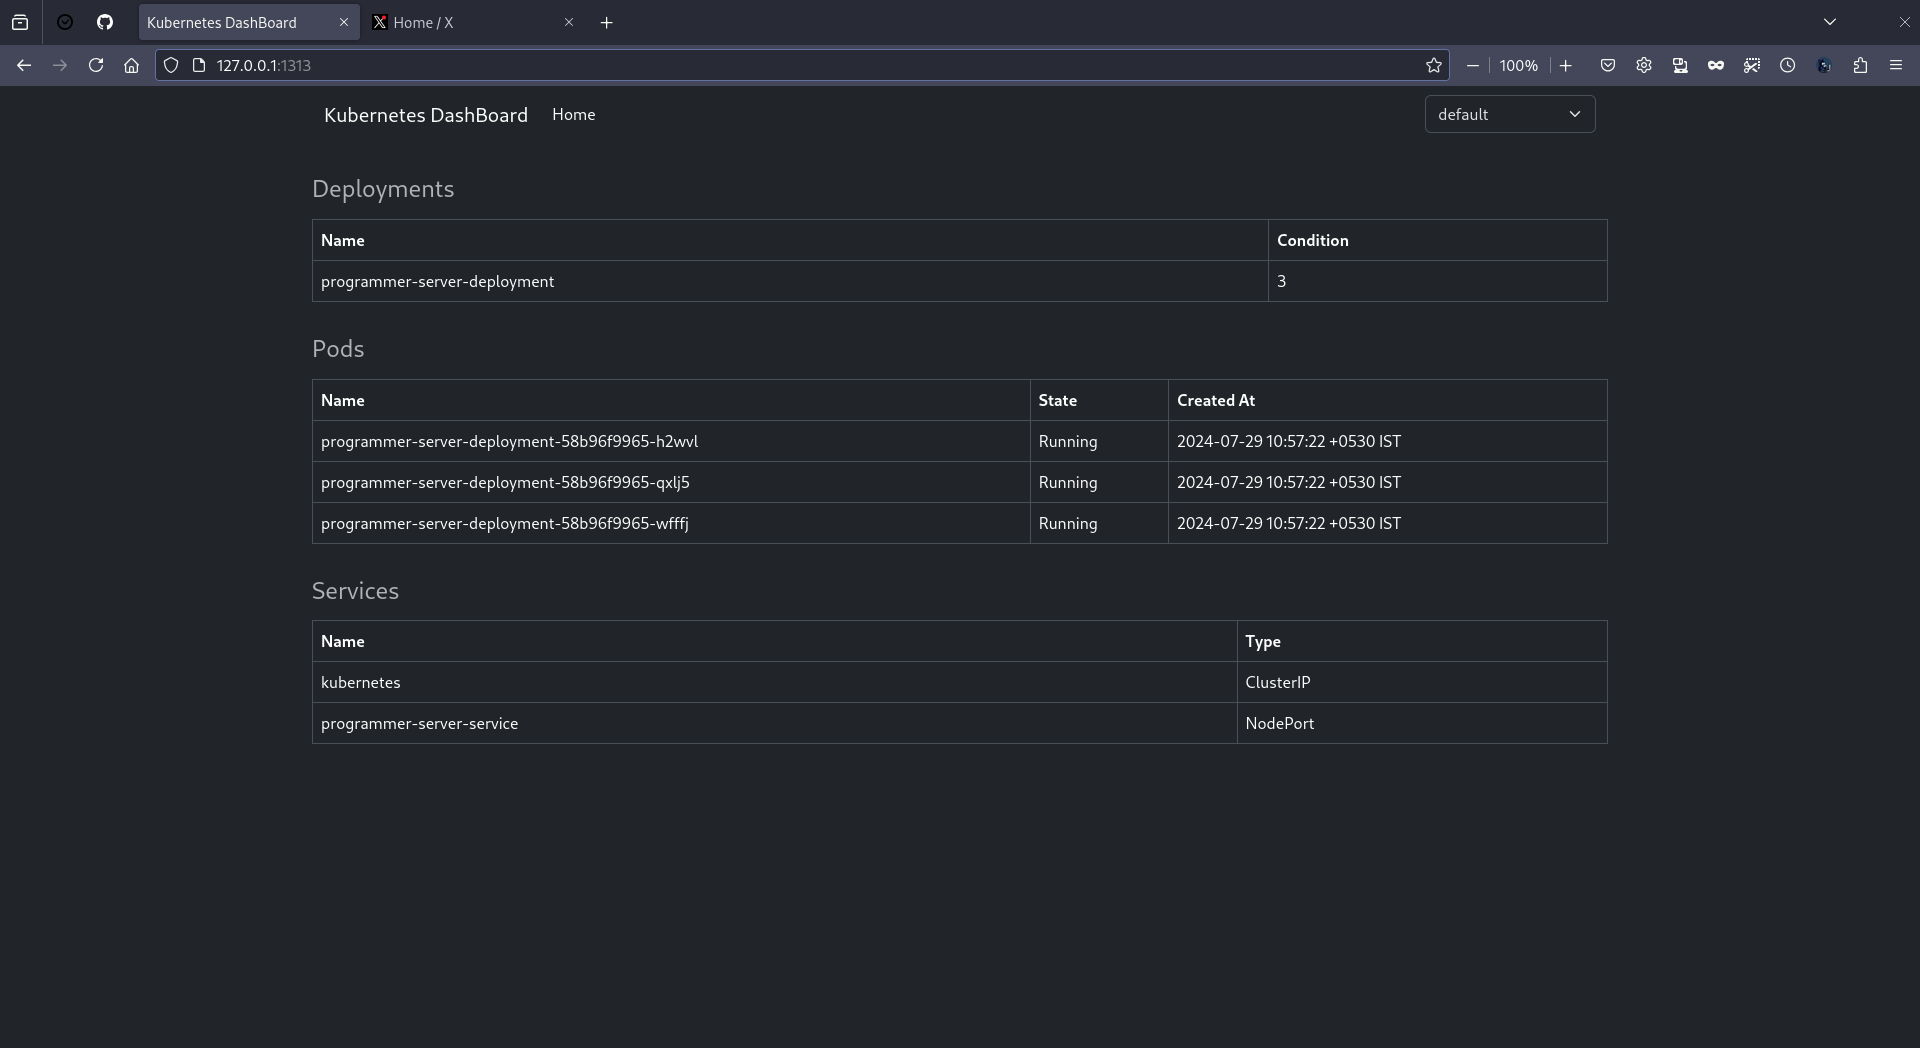 Kubernetes DashBoard
Home / X
127.0.0.1:1313
100%
Kubernetes DashBoard Home default
Deployments
Name Condition
programmer-server-deployment 3
Pods
Name State Created At
programmer-server-deployment-58b96f9965-h2wvl Running 2024-07-29 10:57:22 +0530 IST
programmer-server-deployment-58b96f9965-qxlj5 Running 2024-07-29 10:57:22 +0530 IST
programmer-server-deployment-58b96f9965-wfffj Running 2024-07-29 10:57:22 +0530 IST
Services
Name Type
kubernetes ClusterIP
programmer-server-service NodePort